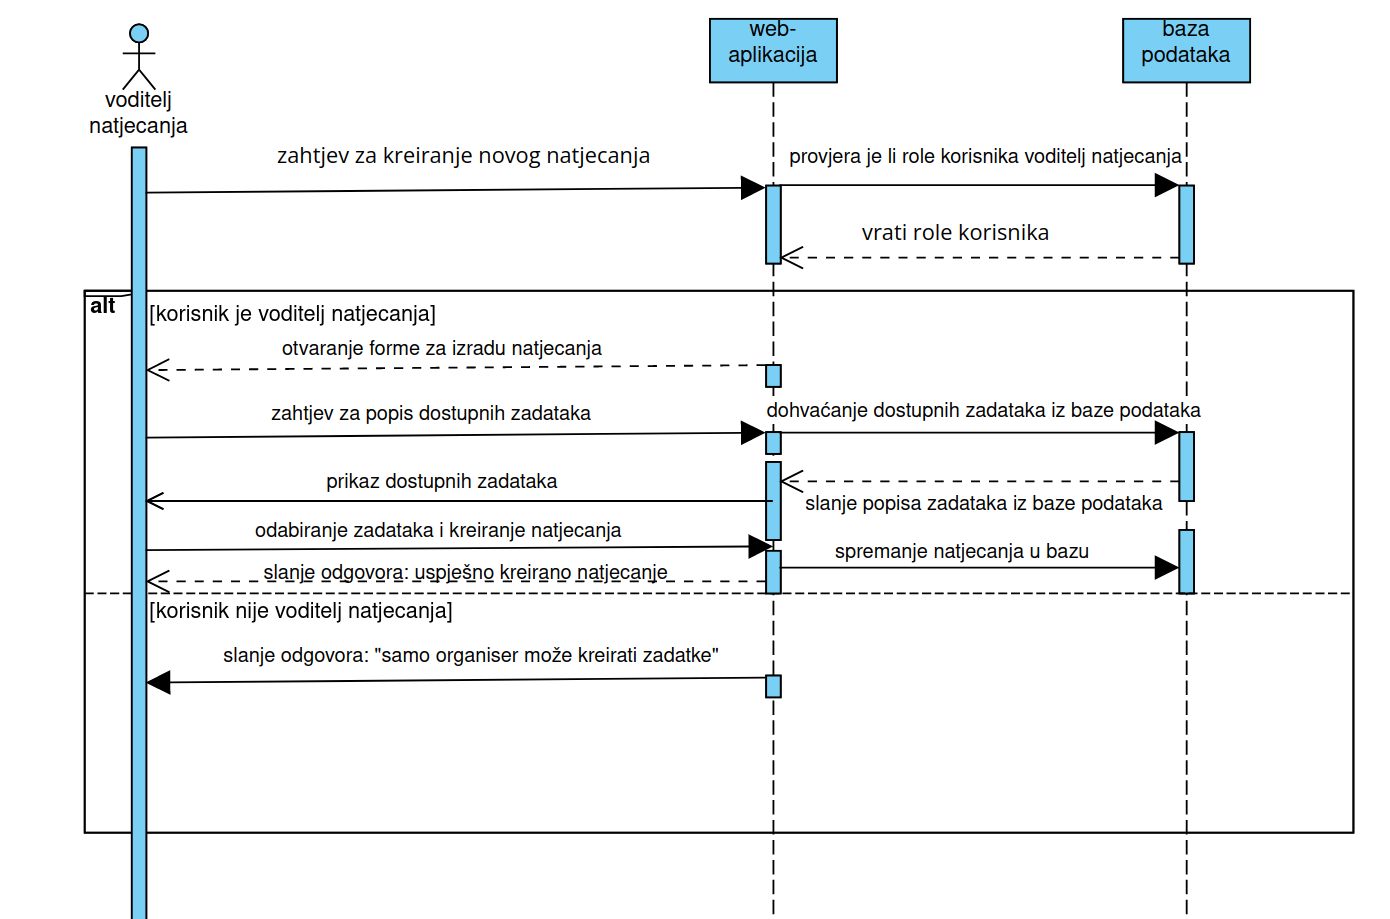 web-
aplikacija
baza
podataka
voditelj
natjecanja
zahtjev za kreiranje novog natjecanja
provjera je li role korisnika voditelj natjecanja
vrati role korisnika
alt
[korisnik je voditelj natjecanja]
otvaranje forme za izradu natjecanja
zahtjev za popis dostupnih zadataka
dohvaćanje dostupnih zadataka iz baze podataka
prikaz dostupnih zadataka
slanje popisa zadataka iz baze podataka
odabiranje zadataka i kreiranje natjecanja
spremanje natjecanja u bazu
slanje odgovora: uspješno kreirano natjecanje
[korisnik nije voditelj natjecanja]
slanje odgovora: "samo organiser može kreirati zadatke"